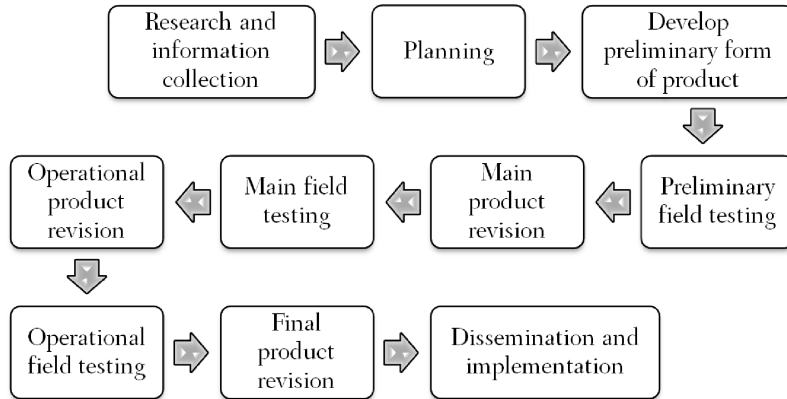 Research and
information
collection
Planning
Develop
preliminary form
of product
Preliminary
field testing
Main
product
revision
Main field
testing
Operational
product
revision
Operational
field testing
Final
product
revision
Dissemination and
implementation